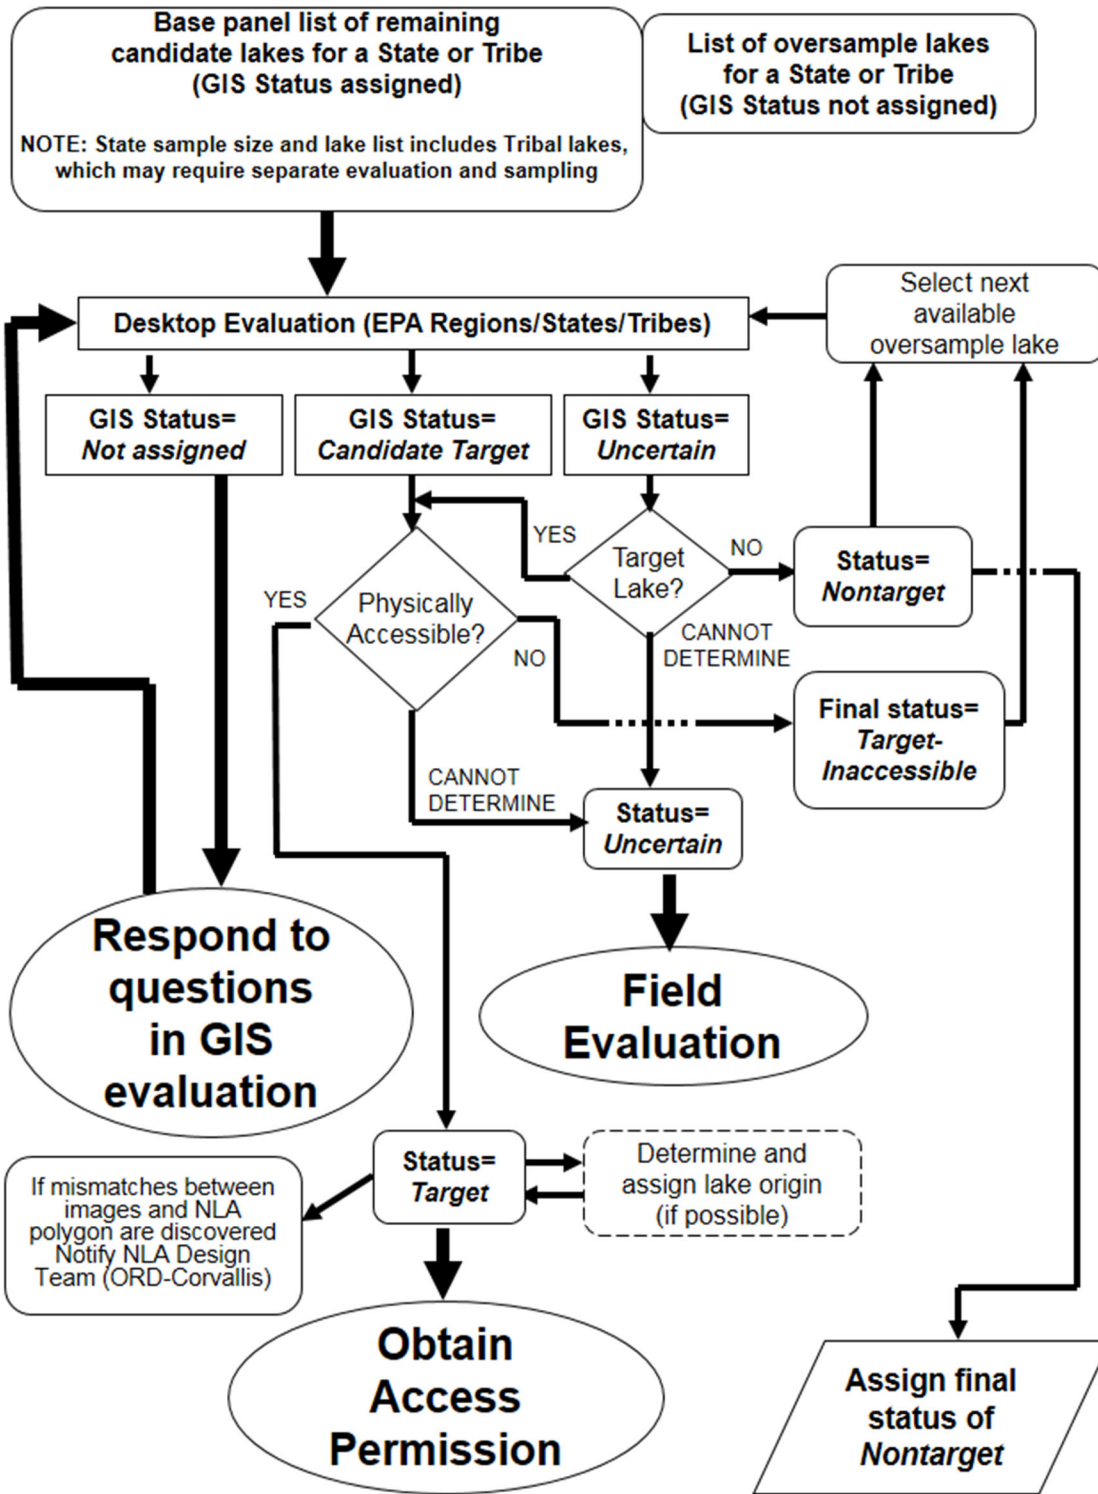 Base panel list of remaining
candidate lakes for a State or Tribe
(GIS Status assigned)
NOTE: State sample size and lake list includes Tribal lakes,
which may require separate evaluation and sampling
List of oversample lakes
for a State or Tribe
(GIS Status not assigned)
Desktop Evaluation (EPA Regions/States/Tribes)
Select next
available
oversample lake
GIS Status=
Not assigned
GIS Status=
Candidate Target
GIS Status=
Uncertain
YES
Target
Lake?
NO
Status=
Nontarget
YES
Physically
Accessible?
NO
CANNOT
DETERMINE
Final status=
Target-
Inaccessible
CANNOT
DETERMINE
Status=
Uncertain
Respond to
questions
in GIS
evaluation
Field
Evaluation
Status=
Target
Determine and
assign lake origin
(if possible)
If mismatches between
images and NLA
polygon are discovered
Notify NLA Design
Team (ORD-Corvallis)
Obtain
Access
Permission
Assign final
status of
Nontarget